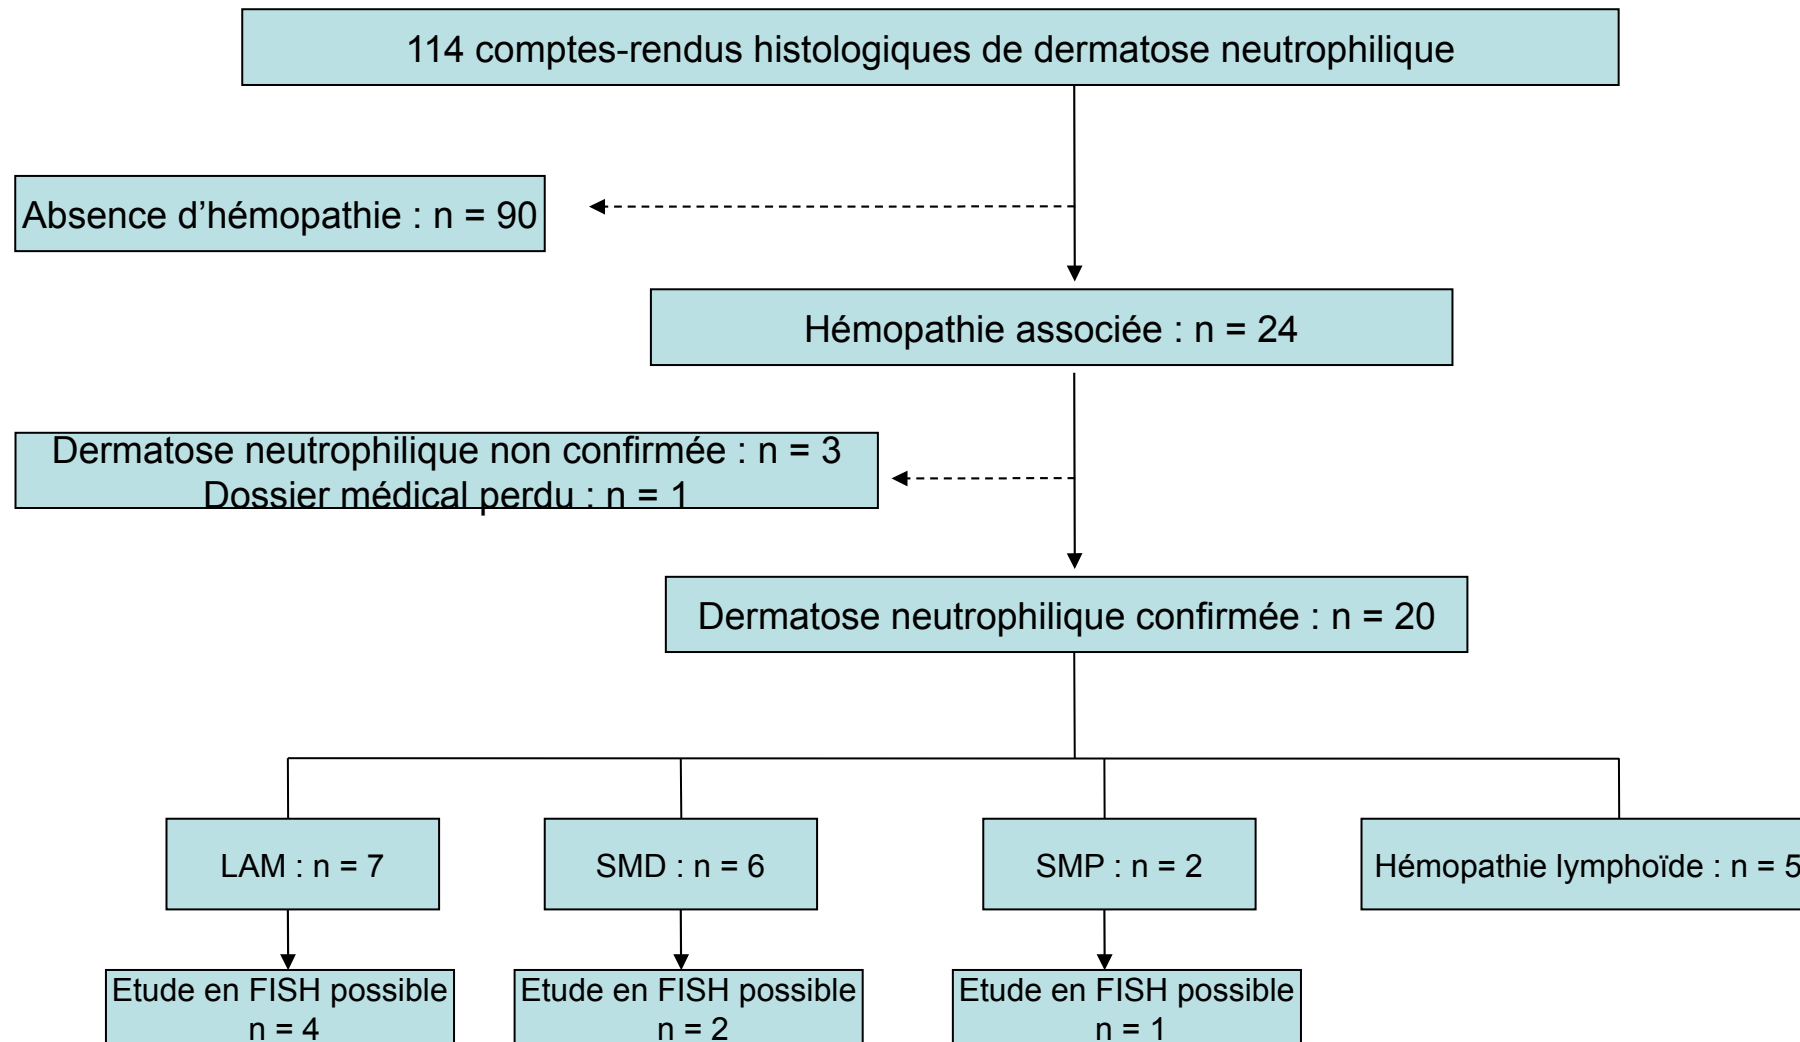 114 comptes-rendus histologiques de dermatose neutrophilique
Absence d’hémopathie : n = 90
Hémopathie associée : n = 24
Dermatose neutrophilique non confirmée : n = 3
Dossier médical perdu : n = 1
Dermatose neutrophilique confirmée : n = 20
LAM : n = 7
SMD : n = 6
SMP : n = 2
Hémopathie lymphoïde : n = 5
Etude en FISH possible
n = 4
Etude en FISH possible
n = 2
Etude en FISH possible
n = 1